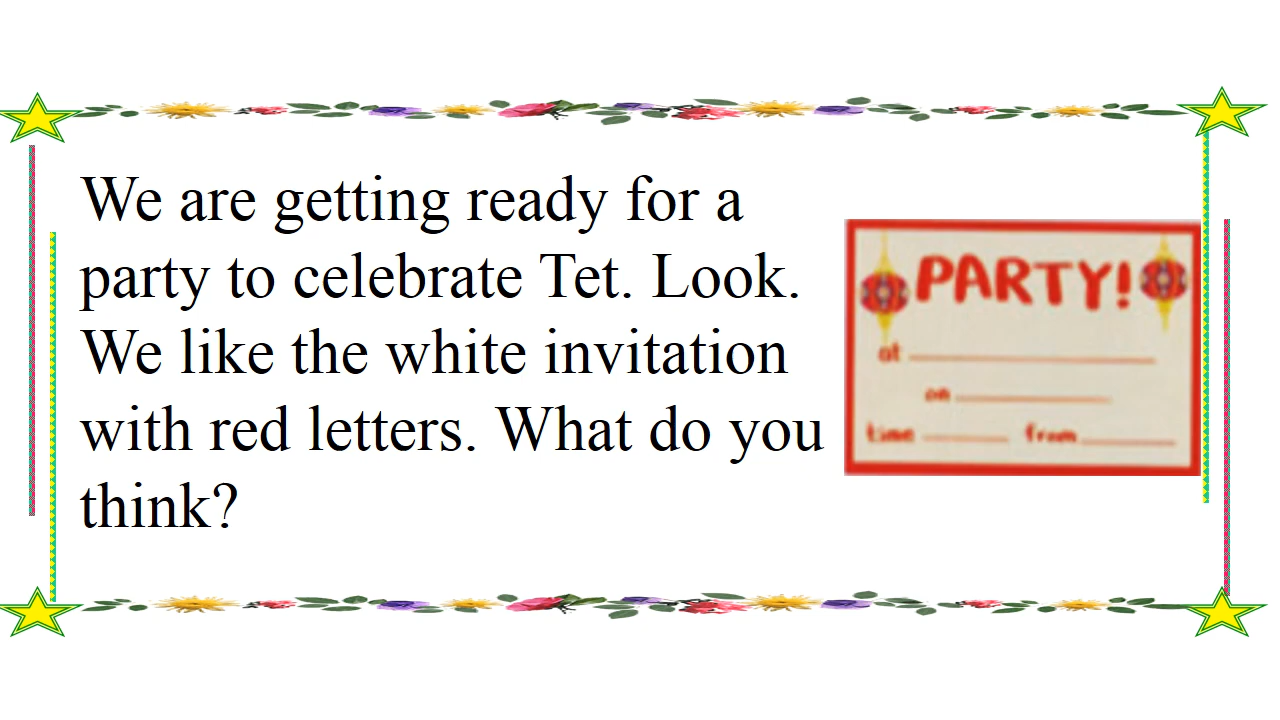 We are getting ready for a
party to celebrate Tet. Look.
We like the white invitation
with red letters. What do you
think?
PARTY!
at
on
time from